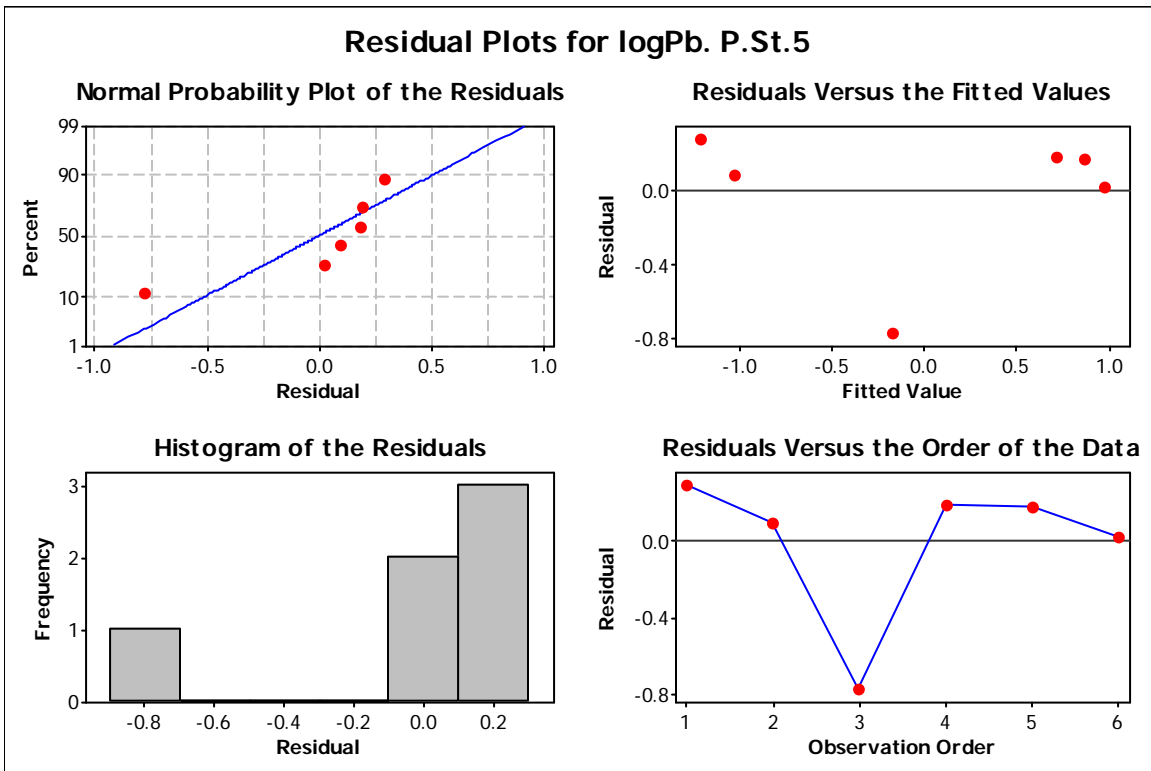 Residual Plots for logPb. P.St.5
Normal Probability Plot of the Residuals
99
90
50
10
1
Percent
-1.0 -0.5 0.0 0.5 1.0
Residual
Residuals Versus the Fitted Values
0.0
-0.4
-0.8
Residual
-1.0 -0.5 0.0 0.5 1.0
Fitted Value
Histogram of the Residuals
3
2
1
0
Frequency
-0.8 -0.6 -0.4 -0.2 0.0 0.2
Residual
Residuals Versus the Order of the Data
0.0
-0.4
-0.8
Residual
1 2 3 4 5 6
Observation Order